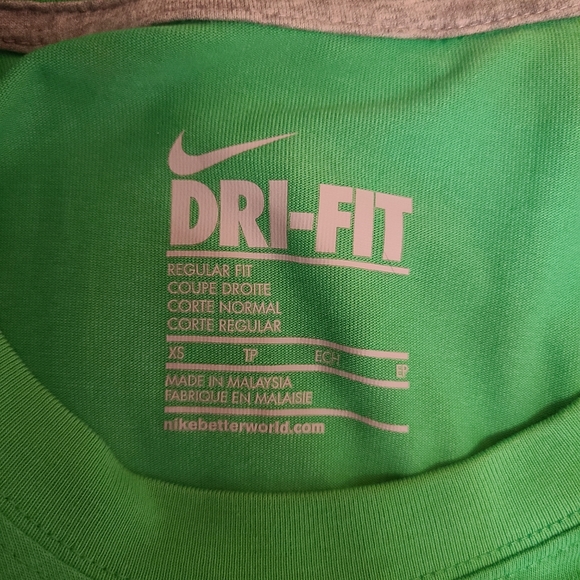 DRI-FIT
REGULAR FIT
COUPE DROITE
CORTE NORMAL
CORTE REGULAR
XS TP ECH EP
MADE IN MALAYSIA
FABRIQUE EN MALAISIE
nikebetterworld.com